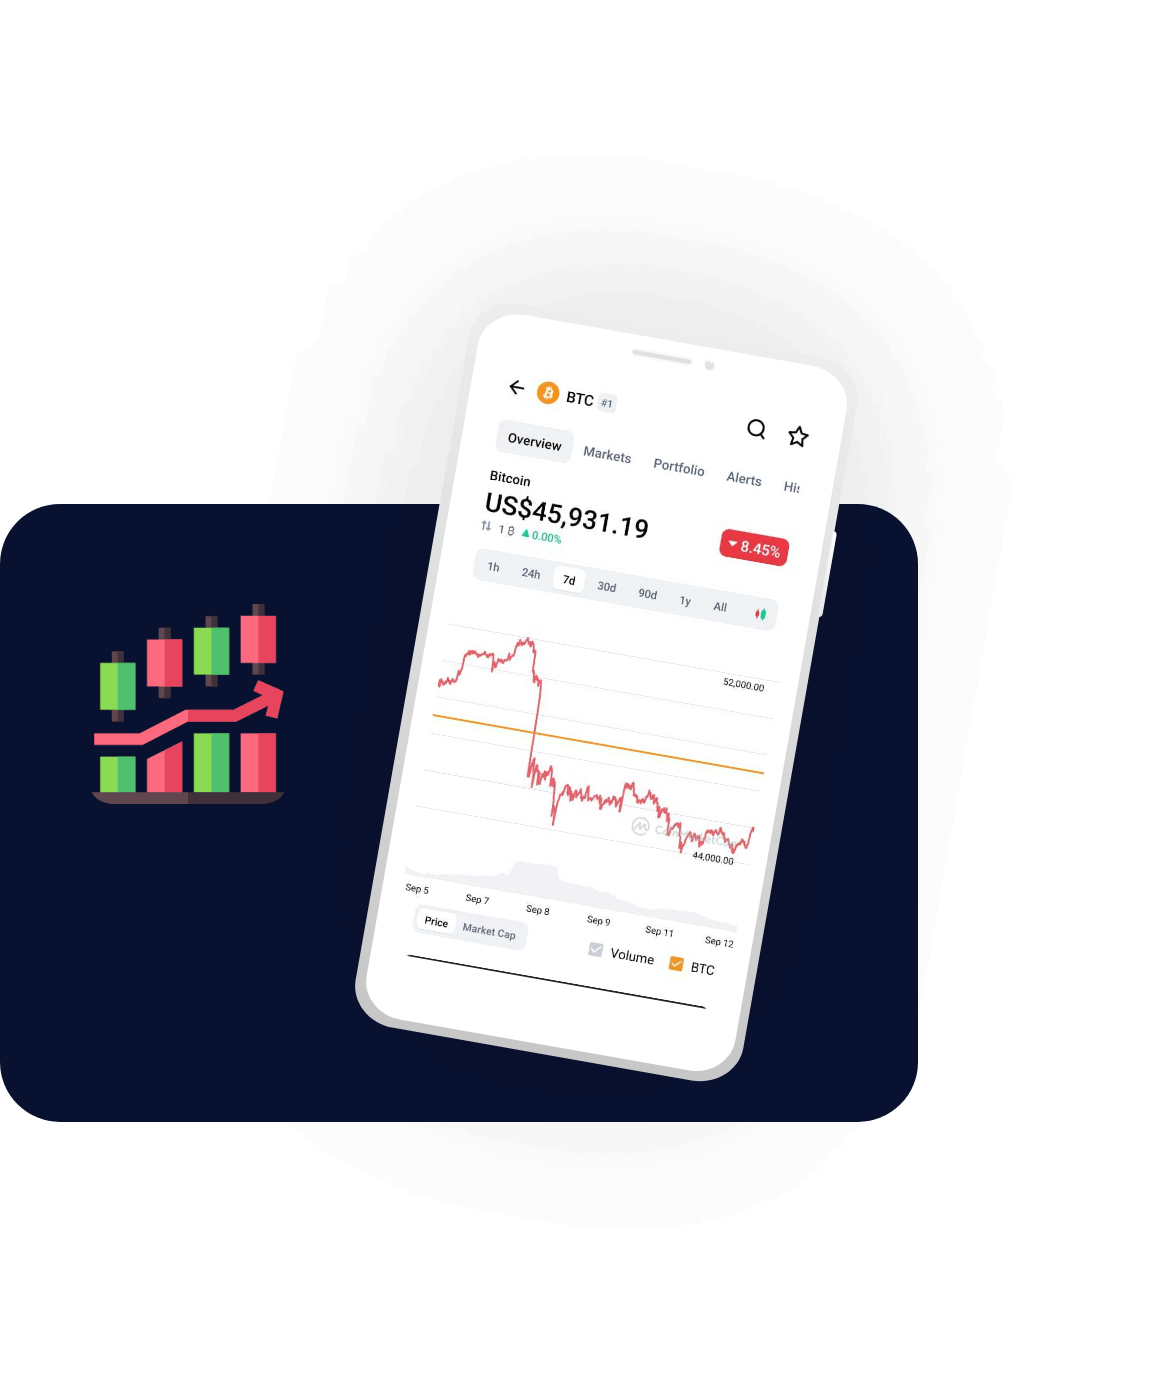 BTC #1
Overview Markets Portfolio Alerts His
Bitcoin
US$45,931.19
8.45%
1 ₿ 0.00%
1h 24h 7d 30d 90d 1y All
52,000.00
CoinMarketCap
44,000.00
Sep 5 Sep 7 Sep 8 Sep 9 Sep 11 Sep 12
Price Market Cap
Volume BTC